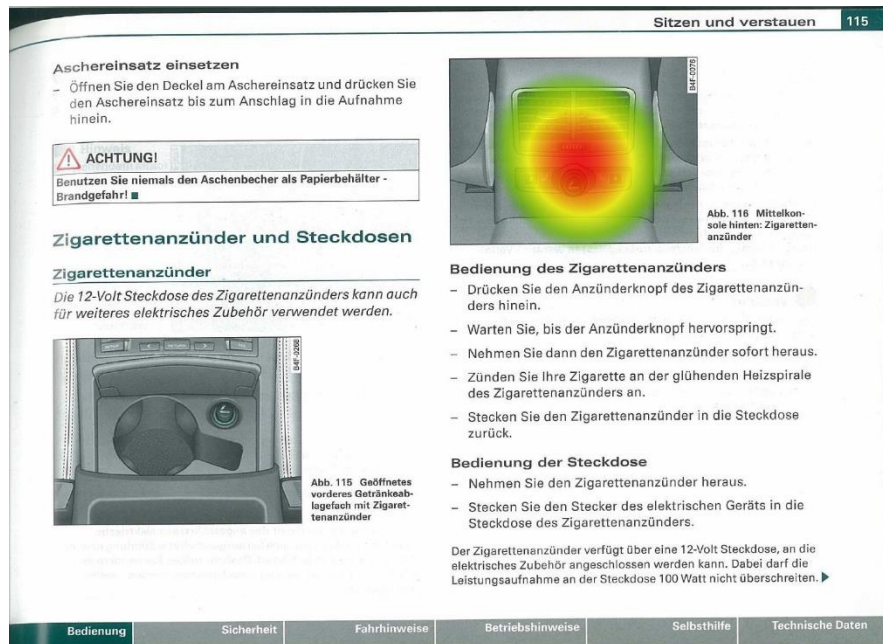 Sitzen und verstauen 115
Aschereinsatz einsetzen
– Öffnen Sie den Deckel am Aschereinsatz und drücken Sie
den Aschereinsatz bis zum Anschlag in die Aufnahme
hinein.
ACHTUNG!
Benutzen Sie niemals den Aschenbecher als Papierbehälter -
Brandgefahr! ■
Zigarettenanzünder und Steckdosen
Zigarettenanzünder
Die 12-Volt Steckdose des Zigarettenanzünders kann auch
für weiteres elektrisches Zubehör verwendet werden.
SETUP
RETURN
B4F-0268
Abb. 115 Geöffnetes
vorderes Getränkeab-
lagefach mit Zigaret-
tenanzünder
B4F-0376
Abb. 116 Mittelkon-
sole hinten: Zigaretten-
anzünder
Bedienung des Zigarettenanzünders
– Drücken Sie den Anzünderknopf des Zigarettenanzün-
ders hinein.
– Warten Sie, bis der Anzünderknopf hervorspringt.
– Nehmen Sie dann den Zigarettenanzünder sofort heraus.
– Zünden Sie Ihre Zigarette an der glühenden Heizspirale
des Zigarettenanzünders an.
– Stecken Sie den Zigarettenanzünder in die Steckdose
zurück.
Bedienung der Steckdose
– Nehmen Sie den Zigarettenanzünder heraus.
– Stecken Sie den Stecker des elektrischen Geräts in die
Steckdose des Zigarettenanzünders.
Der Zigarettenanzünder verfügt über eine 12-Volt Steckdose, an die
elektrisches Zubehör angeschlossen werden kann. Dabei darf die
Leistungsaufnahme an der Steckdose 100 Watt nicht überschreiten. ▶
Bedienung Sicherheit Fahrhinweise Betriebshinweise Selbsthilfe Technische Daten